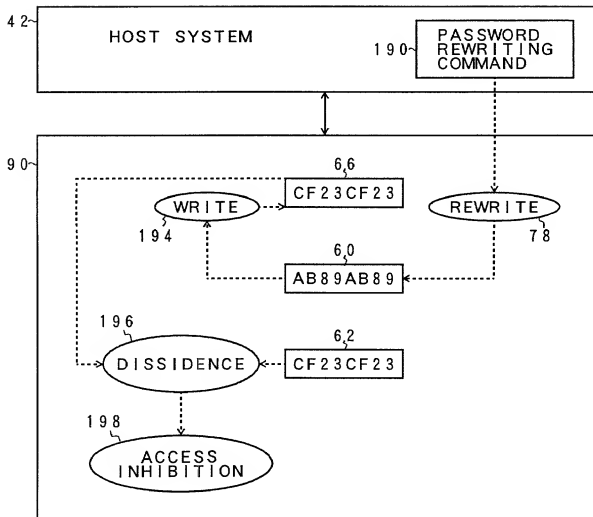 42
HOST SYSTEM
190
PASSWORD
REWRITING
COMMAND
90
66
CF23CF23
WRITE
194
REWRITE
78
60
AB89AB89
196
DISSIDENCE
62
CF23CF23
198
ACCESS
INHIBITION